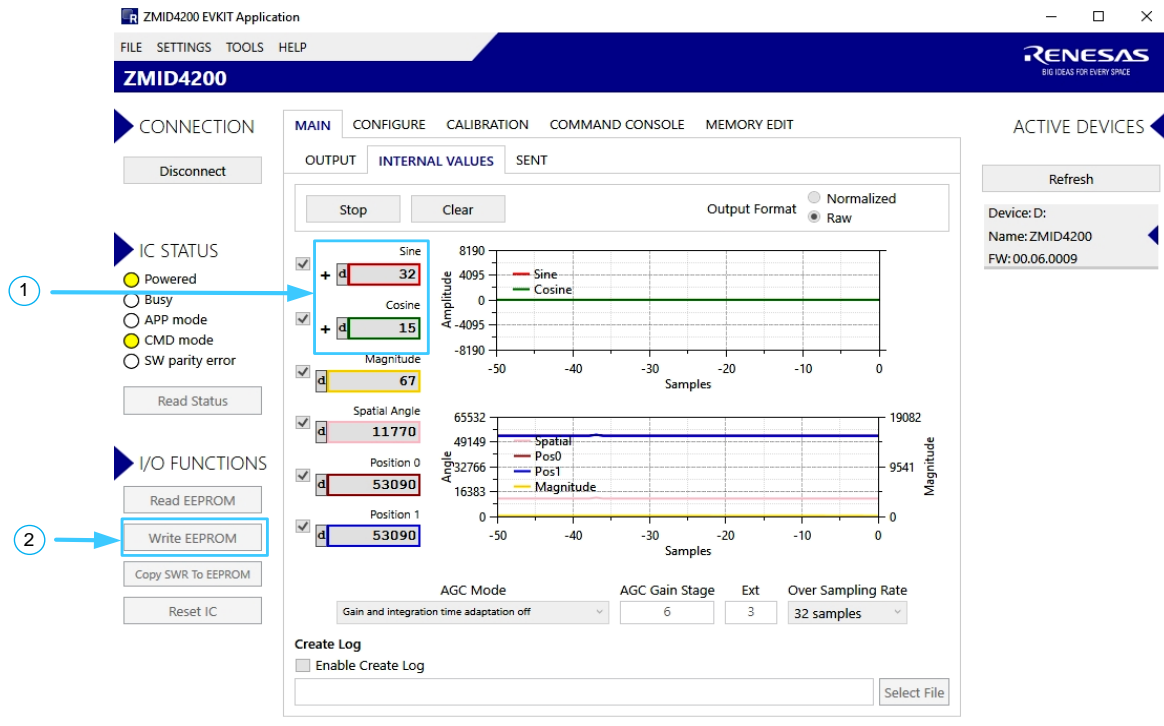 ZMID4200 EVKIT Application
FILE SETTINGS TOOLS HELP
RENESAS
BIG IDEAS FOR EVERY SPACE
ZMID4200
CONNECTION
Disconnect
IC STATUS
Powered
Busy
APP mode
CMD mode
SW parity error
Read Status
I/O FUNCTIONS
Read EEPROM
Write EEPROM
Copy SWR To EEPROM
Reset IC
1
2
MAIN CONFIGURE CALIBRATION COMMAND CONSOLE MEMORY EDIT
OUTPUT INTERNAL VALUES SENT
Stop Clear
Output Format
Normalized
Raw
Sine
+ d 32
Cosine
+ d 15
Magnitude
d 67
Spatial Angle
d 11770
Position 0
d 53090
Position 1
d 53090
Amplitude
8190
4095
0
-4095
-8190
Sine
Cosine
-50 -40 -30 -20 -10 0
Samples
Angle
65532
49149
32766
16383
0
Spatial
Pos0
Pos1
Magnitude
19082
9541
0
Magnitude
-50 -40 -30 -20 -10 0
Samples
AGC Mode AGC Gain Stage Ext Over Sampling Rate
Gain and integration time adaptation off 6 3 32 samples
Create Log
Enable Create Log
Select File
ACTIVE DEVICES
Refresh
Device: D:
Name: ZMID4200
FW: 00.06.0009